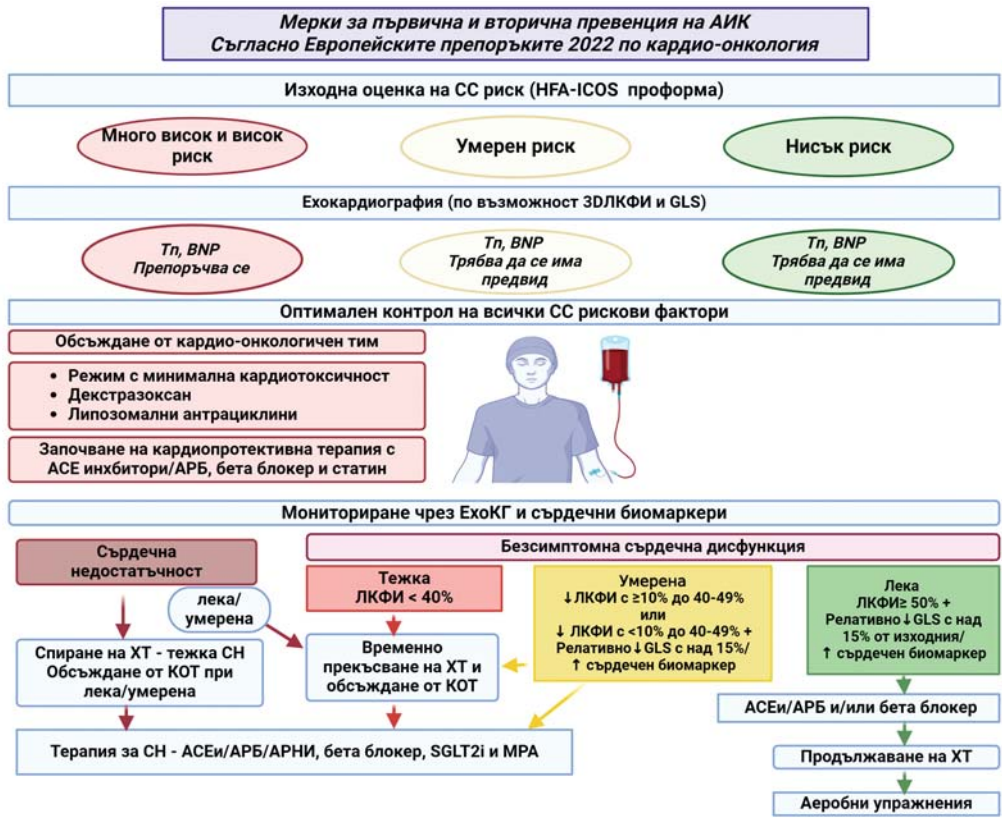 Мерки за първична и вторична превенция на АИК
Съгласно Европейските препоръките 2022 по кардио-онкология
Изходна оценка на СС риск (HFA-ICOS проформа)
Много висок и висок
риск
Умерен риск
Нисък риск
Ехокардиография (по възможност 3DЛКФИ и GLS)
Тп, BNP
Препоръчва се
Тп, BNP
Трябва да се има
предвид
Тп, BNP
Трябва да се има
предвид
Оптимален контрол на всички СС рискови фактори
Обсъждане от кардио-онкологичен тим
• Режим с минимална кардиотоксичност
• Декстразоксан
• Липозомални антрациклини
Започване на кардиопротективна терапия с
АСЕ инхбитори/АРБ, бета блокер и статин
Мониториране чрез ЕхоКГ и сърдечни биомаркери
Сърдечна
недостатъчност
Безсимптомна сърдечна дисфункция
лека/
умерена
Тежка
ЛКФИ < 40%
Умерена
↓ЛКФИ с ≥10% до 40-49%
или
↓ ЛКФИ с <10% до 40-49% +
Релативно↓GLS с над 15%/
↑ сърдечен биомаркер
Лека
ЛКФИ≥ 50% +
Релативно↓GLS с над
15% от изходния/
↑ сърдечен биомаркер
Спиране на ХТ - тежка СН
Обсъждане от КОТ при
лека/умерена
Временно
прекъсване на ХТ и
обсъждане от КОТ
АСЕи/АРБ и/или бета блокер
Терапия за СН - АСЕи/АРБ/АРНИ, бета блокер, SGLT2i и МРА
Продължаване на ХТ
Аеробни упражнения